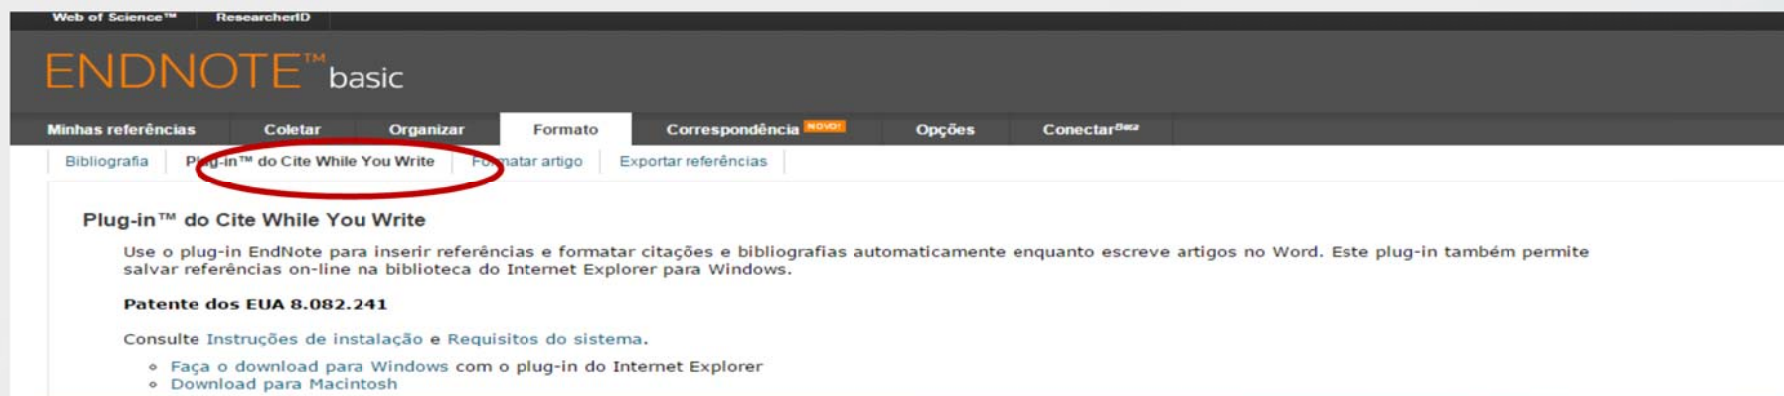 Web of Science™ ResearcherID
ENDNOTE™ basic
Minhas referências Coletar Organizar Formato Correspondência NOVO! Opções Conectar Beta
Bibliografia Plug-in™ do Cite While You Write Formatar artigo Exportar referências
Plug-in™ do Cite While You Write
Use o plug-in EndNote para inserir referências e formatar citações e bibliografias automaticamente enquanto escreve artigos no Word. Este plug-in também permite
salvar referências on-line na biblioteca do Internet Explorer para Windows.
Patente dos EUA 8.082.241
Consulte Instruções de instalação e Requisitos do sistema.
Faça o download para Windows com o plug-in do Internet Explorer
Download para Macintosh